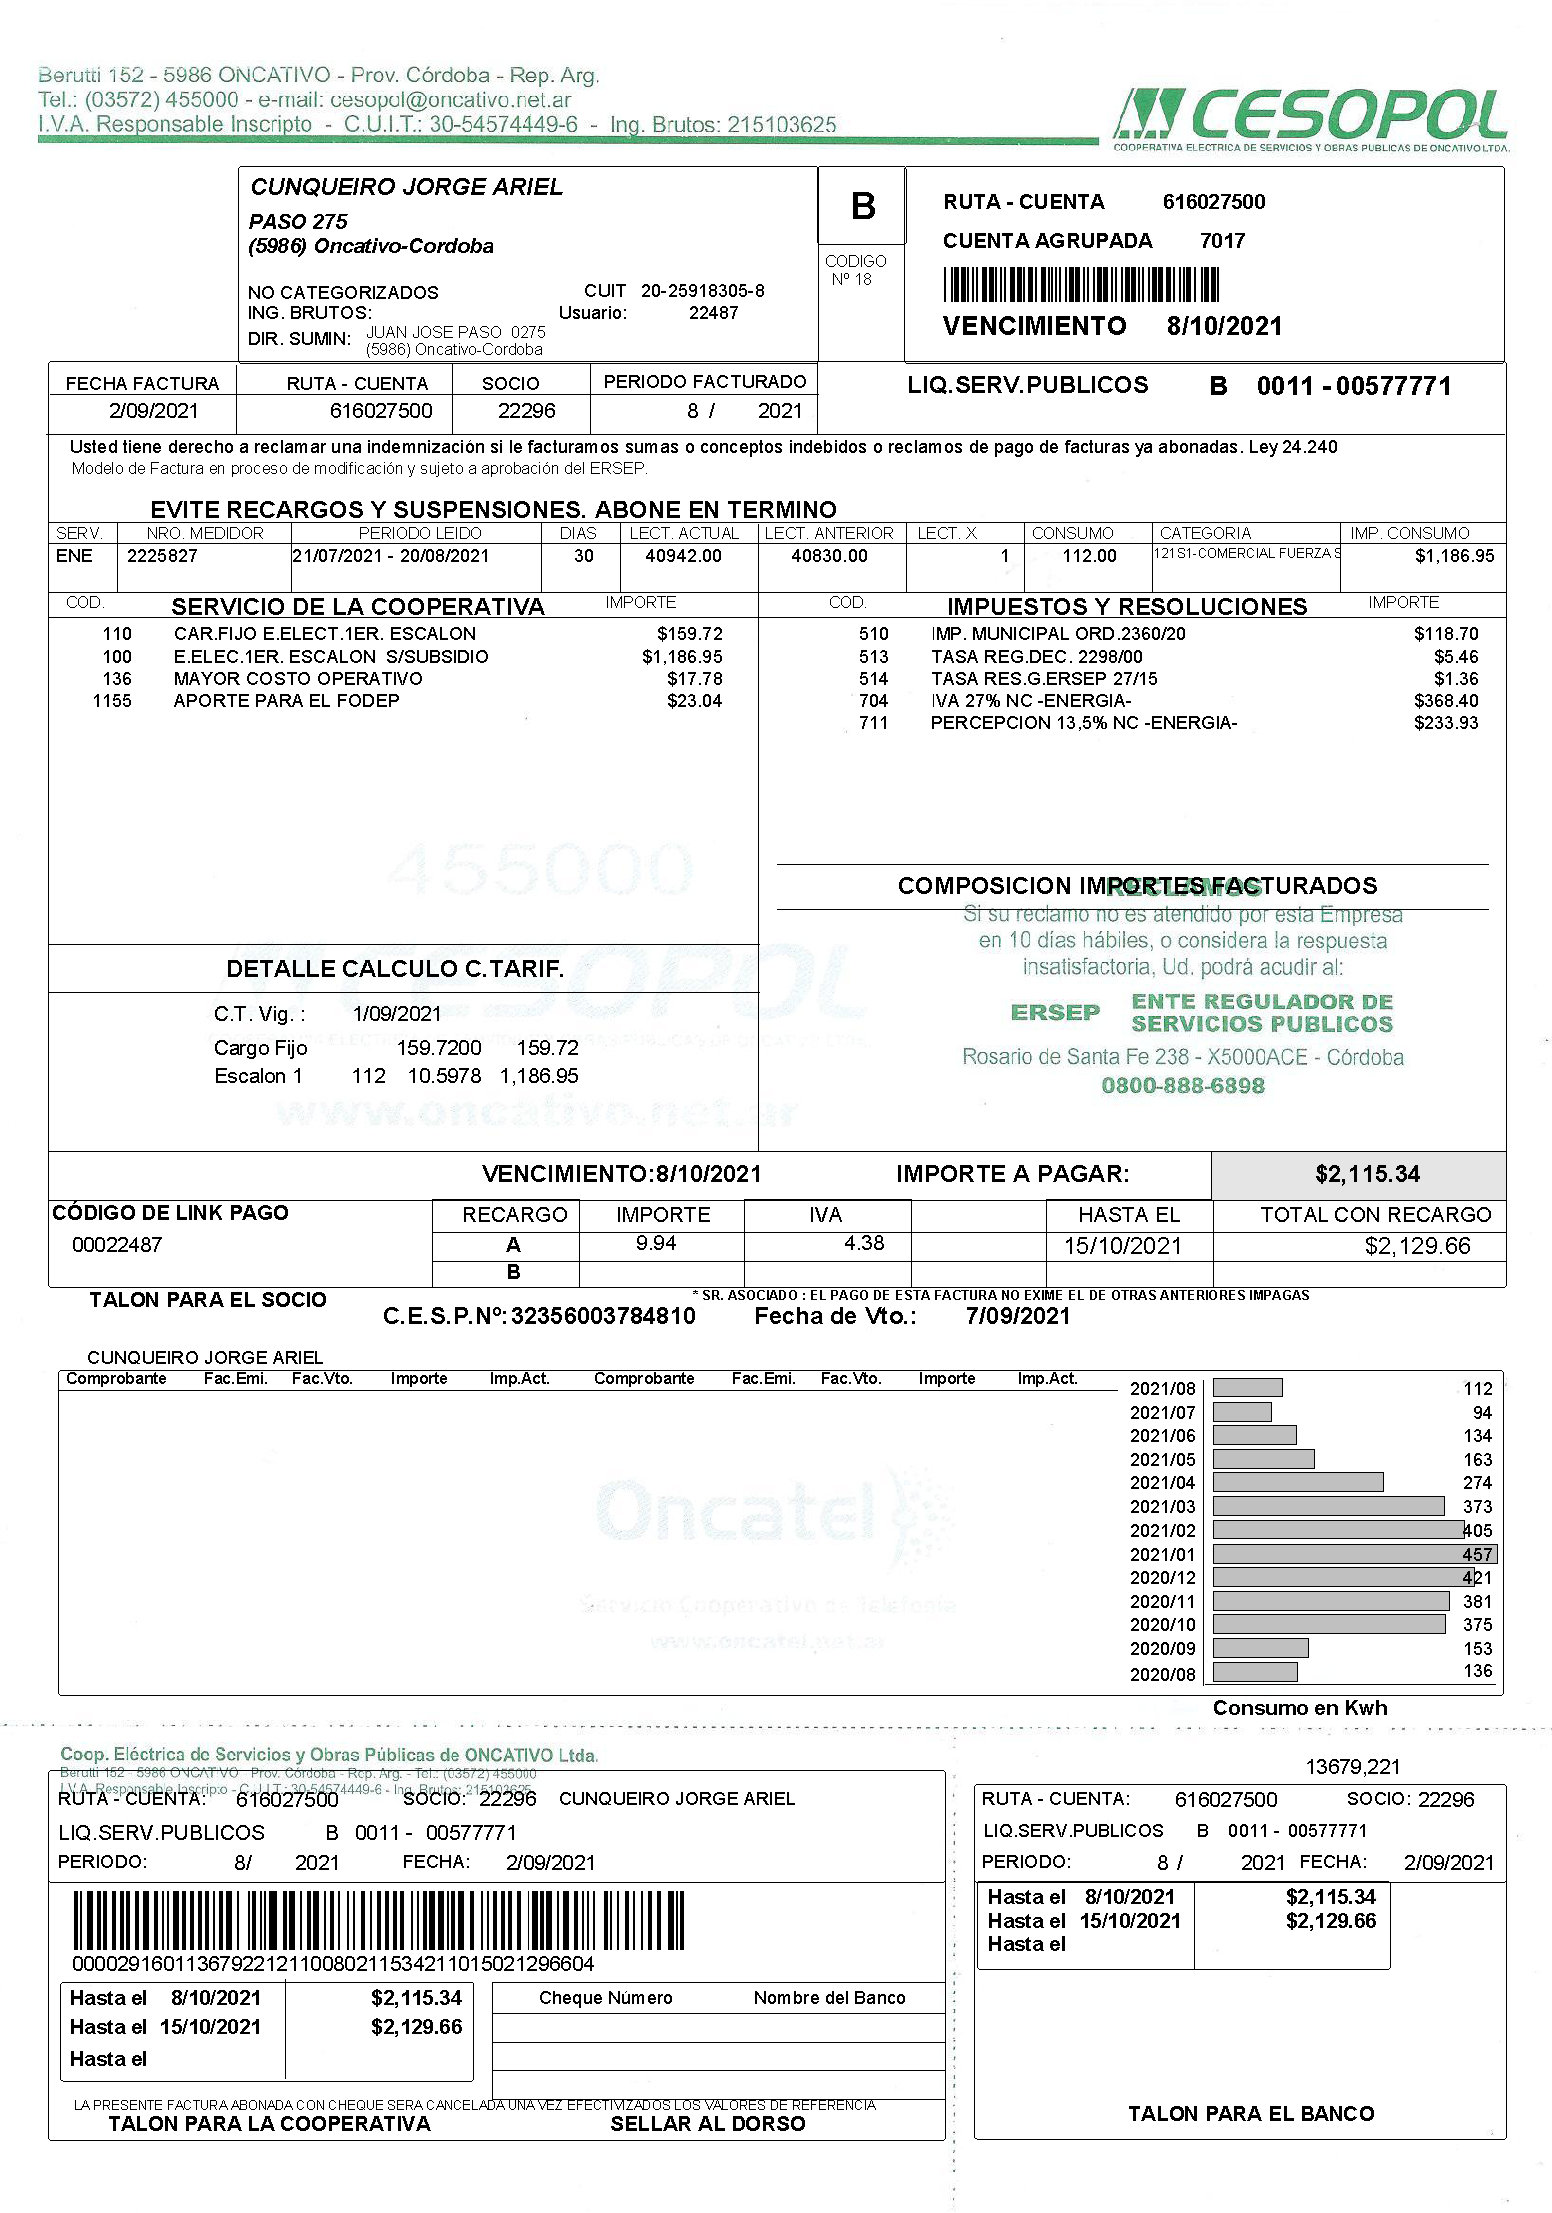 Berutti 152 - 5986 ONCATIVO - Prov. Córdoba - Rep. Arg.
Tel.: (03572) 455000 - e-mail: cesopol@oncativo.net.ar
I.V.A. Responsable Inscripto - C.U.I.T.: 30-54574449-6 - Ing. Brutos: 215103625
CESOPOL
COOPERATIVA ELECTRICA DE SERVICIOS Y OBRAS PUBLICAS DE ONCATIVO LTDA.
CUNQUEIRO JORGE ARIEL
PASO 275
(5986) Oncativo-Cordoba
NO CATEGORIZADOS CUIT 20-25918305-8
ING. BRUTOS: Usuario: 22487
DIR. SUMIN: JUAN JOSE PASO 0275
(5986) Oncativo-Cordoba
B
CODIGO
Nº 18
RUTA - CUENTA 616027500
CUENTA AGRUPADA 7017
VENCIMIENTO 8/10/2021
FECHA FACTURA RUTA - CUENTA SOCIO PERIODO FACTURADO
2/09/2021 616027500 22296 8 / 2021
LIQ.SERV.PUBLICOS B 0011 - 00577771
Usted tiene derecho a reclamar una indemnización si le facturamos sumas o conceptos indebidos o reclamos de pago de facturas ya abonadas. Ley 24.240
Modelo de Factura en proceso de modificación y sujeto a aprobación del ERSEP.
EVITE RECARGOS Y SUSPENSIONES. ABONE EN TERMINO
SERV. NRO. MEDIDOR PERIODO LEIDO DIAS LECT. ACTUAL LECT. ANTERIOR LECT. X CONSUMO CATEGORIA IMP. CONSUMO
ENE 2225827 21/07/2021 - 20/08/2021 30 40942.00 40830.00 1 112.00 121 S1-COMERCIAL FUERZA S $1,186.95
COD. SERVICIO DE LA COOPERATIVA IMPORTE
110 CAR.FIJO E.ELECT.1ER. ESCALON $159.72
100 E.ELEC.1ER. ESCALON S/SUBSIDIO $1,186.95
136 MAYOR COSTO OPERATIVO $17.78
1155 APORTE PARA EL FODEP $23.04
COD. IMPUESTOS Y RESOLUCIONES IMPORTE
510 IMP. MUNICIPAL ORD.2360/20 $118.70
513 TASA REG.DEC. 2298/00 $5.46
514 TASA RES.G.ERSEP 27/15 $1.36
704 IVA 27% NC -ENERGIA- $368.40
711 PERCEPCION 13,5% NC -ENERGIA- $233.93
455000
CESOPOL
www.oncativo.net.ar
COMPOSICION IMPORTES FACTURADOS
RECLAMOS
Si su reclamo no es atendido por esta Empresa
en 10 días hábiles, o considera la respuesta
insatisfactoria, Ud. podrá acudir al:
ERSEP ENTE REGULADOR DE
SERVICIOS PUBLICOS
Rosario de Santa Fe 238 - X5000ACE - Córdoba
0800-888-6898
DETALLE CALCULO C.TARIF.
C.T. Vig. : 1/09/2021
Cargo Fijo 159.7200 159.72
Escalon 1 112 10.5978 1,186.95
VENCIMIENTO:8/10/2021 IMPORTE A PAGAR: $2,115.34
CÓDIGO DE LINK PAGO RECARGO IMPORTE IVA HASTA EL TOTAL CON RECARGO
00022487 A 9.94 4.38 15/10/2021 $2,129.66
B
TALON PARA EL SOCIO * SR. ASOCIADO : EL PAGO DE ESTA FACTURA NO EXIME EL DE OTRAS ANTERIORES IMPAGAS
C.E.S.P.Nº: 32356003784810 Fecha de Vto.: 7/09/2021
CUNQUEIRO JORGE ARIEL
Comprobante Fac.Emi. Fac.Vto. Importe Imp.Act. Comprobante Fac.Emi. Fac.Vto. Importe Imp.Act.
2021/08 112
2021/07 94
2021/06 134
2021/05 163
2021/04 274
2021/03 373
2021/02 405
2021/01 457
2020/12 421
2020/11 381
2020/10 375
2020/09 153
2020/08 136
Consumo en Kwh
Oncatel
Servicio Cooperativo de Telefonía
www.oncatel.net.ar
Coop. Eléctrica de Servicios y Obras Públicas de ONCATIVO Ltda.
Berutti 152 - 5986 ONCATIVO - Prov. Córdoba - Rep. Arg. - Tel.: (03572) 455000
I.V.A. Responsable Inscripto - C.U.I.T.: 30-54574449-6 - Ing. Brutos: 215103625
RUTA - CUENTA: 616027500 SOCIO: 22296 CUNQUEIRO JORGE ARIEL
LIQ.SERV.PUBLICOS B 0011 - 00577771
PERIODO: 8/ 2021 FECHA: 2/09/2021
0000291601136792212110080211534211015021296604
Hasta el 8/10/2021 $2,115.34
Hasta el 15/10/2021 $2,129.66
Hasta el
Cheque Número Nombre del Banco
LA PRESENTE FACTURA ABONADA CON CHEQUE SERA CANCELADA UNA VEZ EFECTIVIZADOS LOS VALORES DE REFERENCIA
TALON PARA LA COOPERATIVA SELLAR AL DORSO
13679,221
RUTA - CUENTA: 616027500 SOCIO: 22296
LIQ.SERV.PUBLICOS B 0011 - 00577771
PERIODO: 8 / 2021 FECHA: 2/09/2021
Hasta el 8/10/2021 $2,115.34
Hasta el 15/10/2021 $2,129.66
Hasta el
TALON PARA EL BANCO